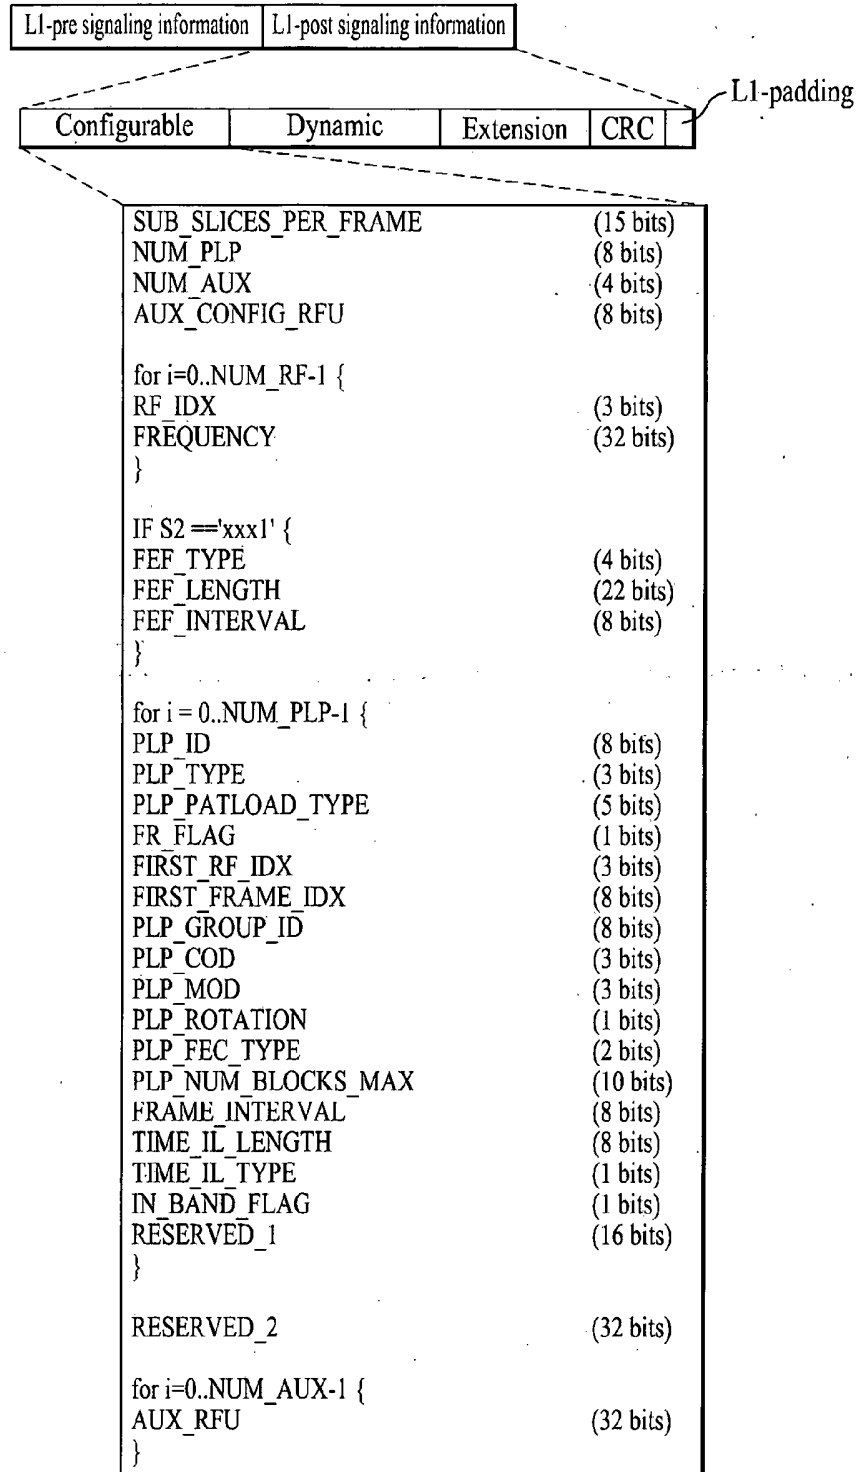 L1-pre signaling information L1-post signaling information
L1-padding
Configurable Dynamic Extension CRC
SUB_SLICES_PER_FRAME (15 bits)
NUM_PLP (8 bits)
NUM_AUX (4 bits)
AUX_CONFIG_RFU (8 bits)
for i=0..NUM_RF-1 {
RF_IDX (3 bits)
FREQUENCY (32 bits)
}
IF S2 =='xxx1' {
FEF_TYPE (4 bits)
FEF_LENGTH (22 bits)
FEF_INTERVAL (8 bits)
}
for i = 0..NUM_PLP-1 {
PLP_ID (8 bits)
PLP_TYPE (3 bits)
PLP_PATLOAD_TYPE (5 bits)
FR_FLAG (1 bits)
FIRST_RF_IDX (3 bits)
FIRST_FRAME_IDX (8 bits)
PLP_GROUP_ID (8 bits)
PLP_COD (3 bits)
PLP_MOD (3 bits)
PLP_ROTATION (1 bits)
PLP_FEC_TYPE (2 bits)
PLP_NUM_BLOCKS_MAX (10 bits)
FRAME_INTERVAL (8 bits)
TIME_IL_LENGTH (8 bits)
TIME_IL_TYPE (1 bits)
IN_BAND_FLAG (1 bits)
RESERVED_1 (16 bits)
}
RESERVED_2 (32 bits)
for i=0..NUM_AUX-1 {
AUX_RFU (32 bits)
}